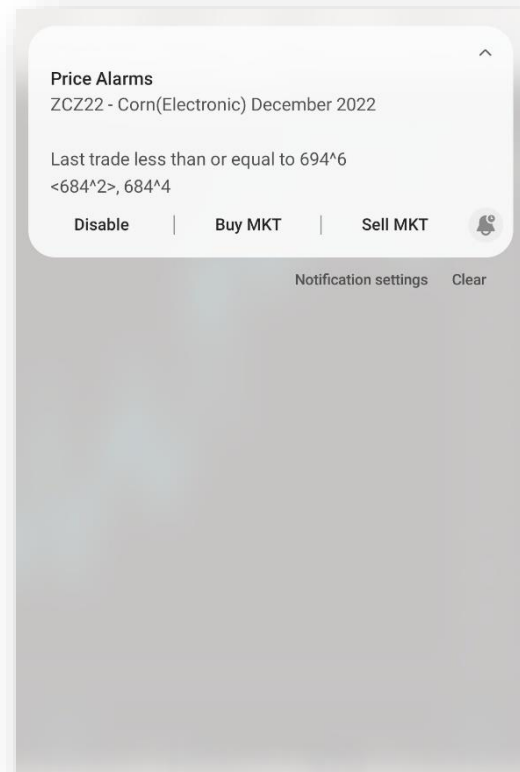 Price Alarms
ZCZ22 - Corn(Electronic) December 2022
Last trade less than or equal to 694^6
<684^2>, 684^4
Disable | Buy MKT | Sell MKT
Notification settings Clear